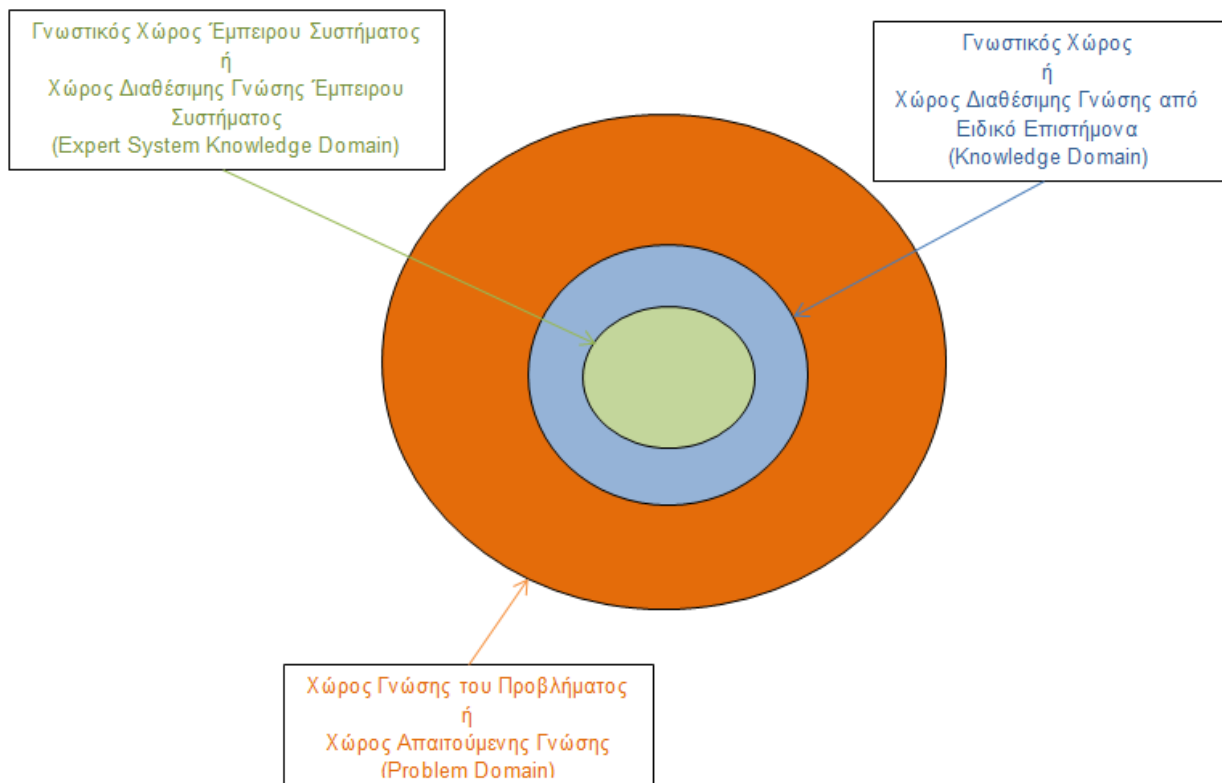 Γνωστικός Χώρος Έμπειρου Συστήματος
ή
Χώρος Διαθέσιμης Γνώσης Έμπειρου
Συστήματος
(Expert System Knowledge Domain)
Γνωστικός Χώρος
ή
Χώρος Διαθέσιμης Γνώσης από
Ειδικό Επιστήμονα
(Knowledge Domain)
Χώρος Γνώσης του Προβλήματος
ή
Χώρος Απαιτούμενης Γνώσης
(Problem Domain)